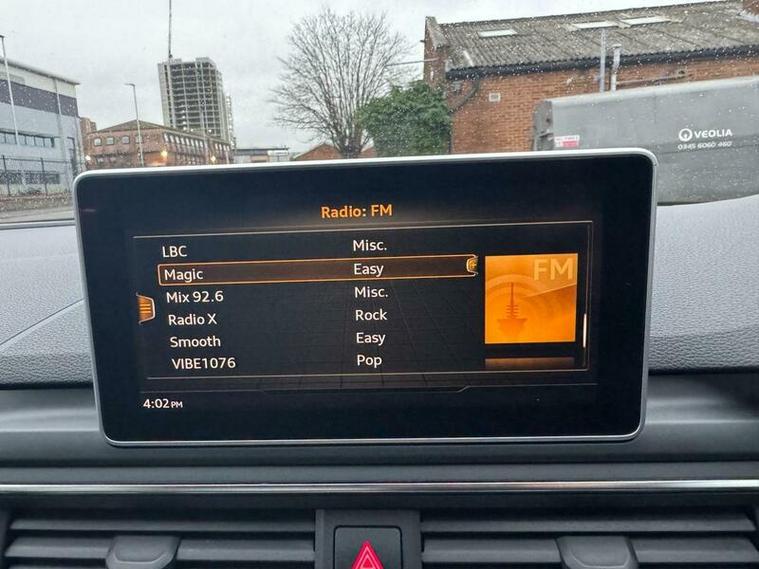 VEOLIA
0345 6060 460
Radio: FM
LBC Misc.
Magic Easy
FM
Mix 92.6 Misc.
Radio X Rock
Smooth Easy
VIBE1076 Pop
4:02PM